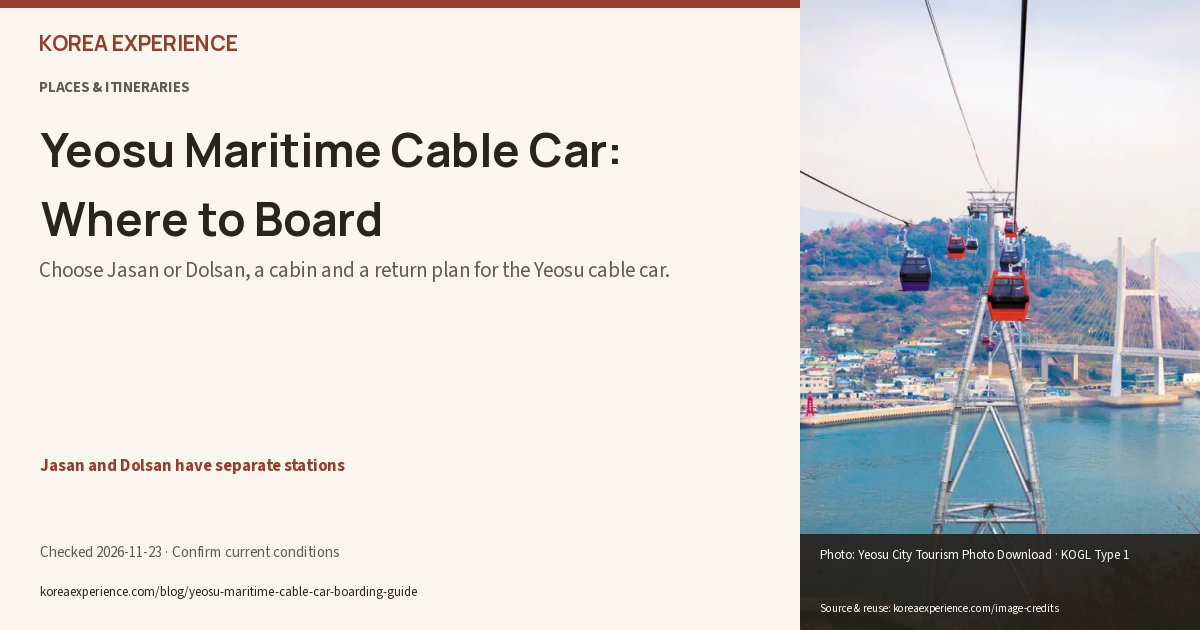 KOREA EXPERIENCE
PLACES & ITINERARIES
Yeosu Maritime Cable Car:
Where to Board
Choose Jasan or Dolsan, a cabin and a return plan for the Yeosu cable car.
Jasan and Dolsan have separate stations
Checked 2026-11-23 · Confirm current conditions
koreaexperience.com/blog/yeosu-maritime-cable-car-boarding-guide
Photo: Yeosu City Tourism Photo Download · KOGL Type 1
Source & reuse: koreaexperience.com/image-credits